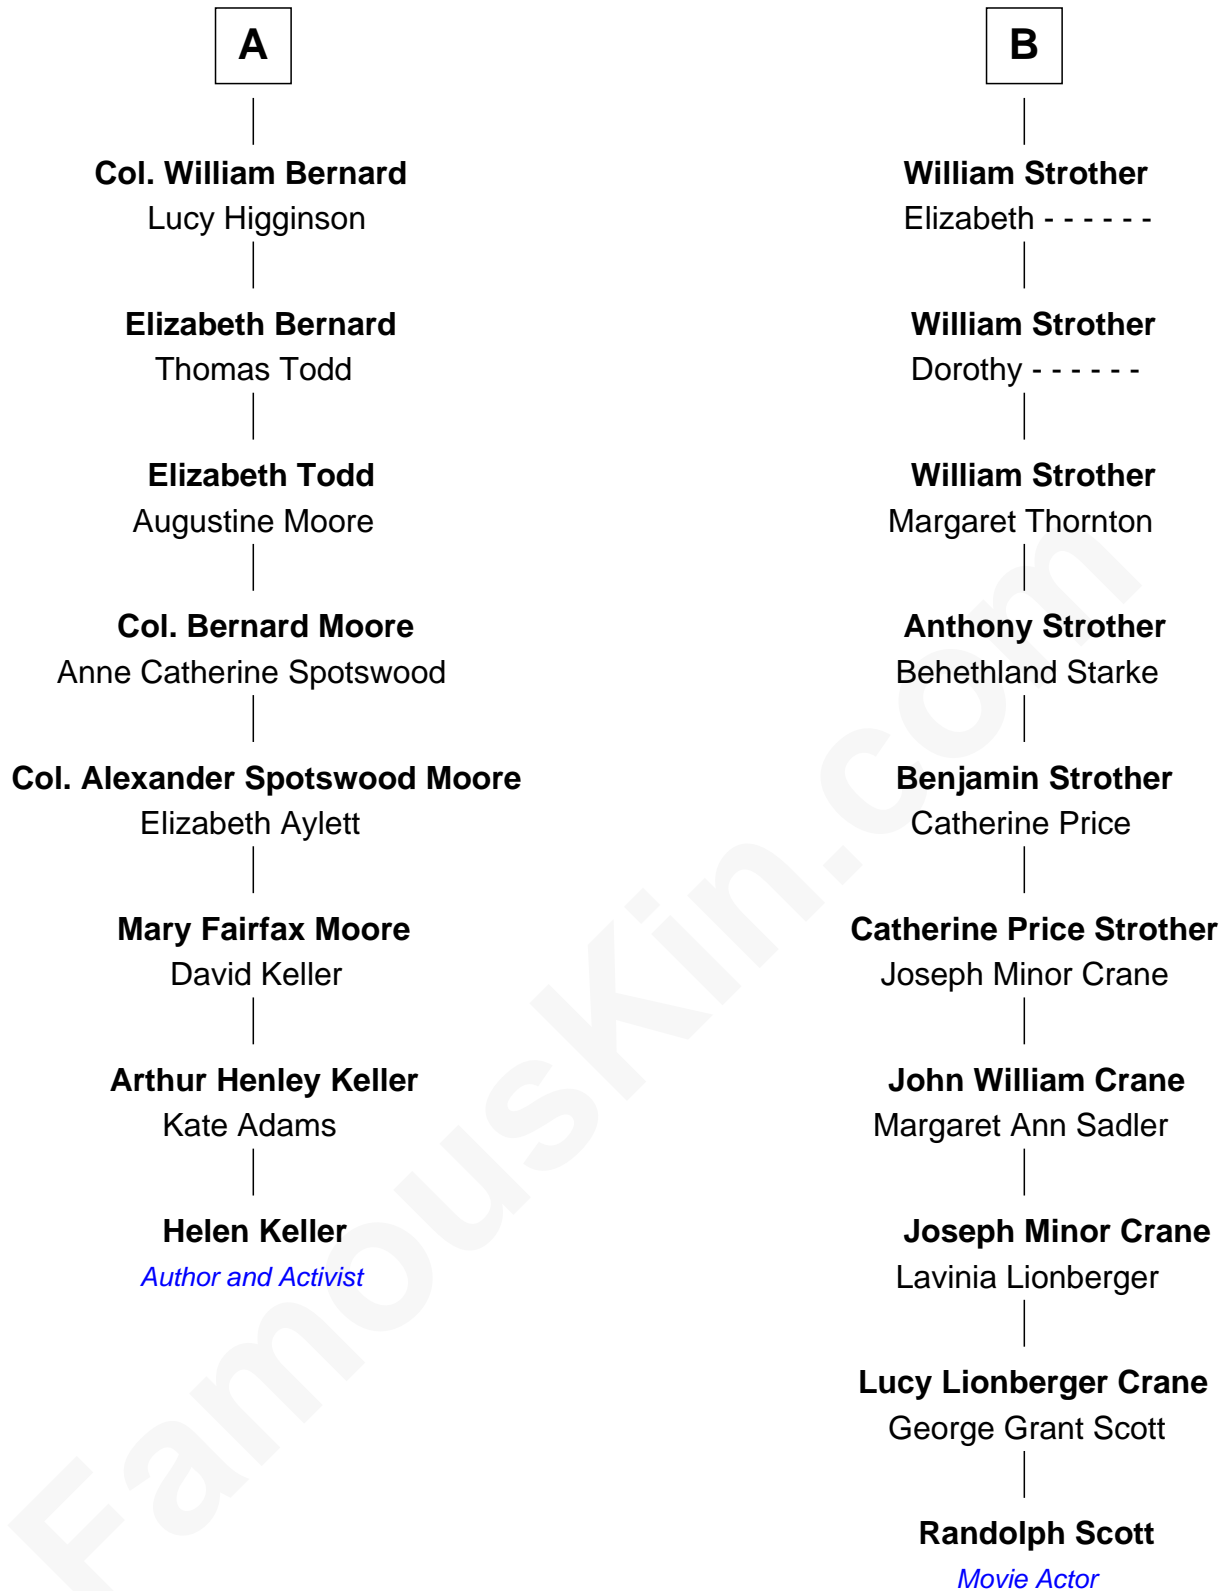 A
Col. William Bernard
Lucy Higginson
Elizabeth Bernard
Thomas Todd
Elizabeth Todd
Augustine Moore
Col. Bernard Moore
Anne Catherine Spotswood
Col. Alexander Spotswood Moore
Elizabeth Aylett
Mary Fairfax Moore
David Keller
Arthur Henley Keller
Kate Adams
Helen Keller
Author and Activist
B
William Strother
Elizabeth - - - - - -
William Strother
Dorothy - - - - - -
William Strother
Margaret Thornton
Anthony Strother
Behethland Starke
Benjamin Strother
Catherine Price
Catherine Price Strother
Joseph Minor Crane
John William Crane
Margaret Ann Sadler
Joseph Minor Crane
Lavinia Lionberger
Lucy Lionberger Crane
George Grant Scott
Randolph Scott
Movie Actor
FamousKin.com